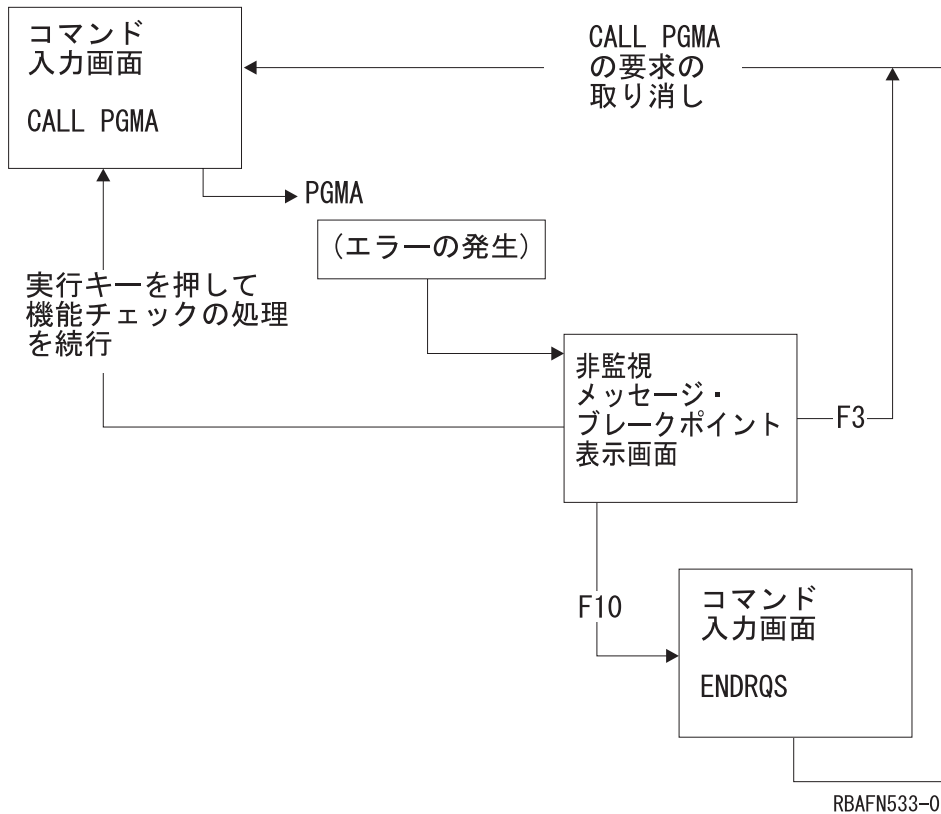 コマンド
入力画面
CALL PGMA
CALL PGMA
の要求の
取り消し
PGMA
(エラーの発生)
実行キーを押して
機能チェックの処理
を続行
非監視
メッセージ・
ブレークポイント
表示画面
F3
F10
コマンド
入力画面
ENDRQS
RBAFN533-0